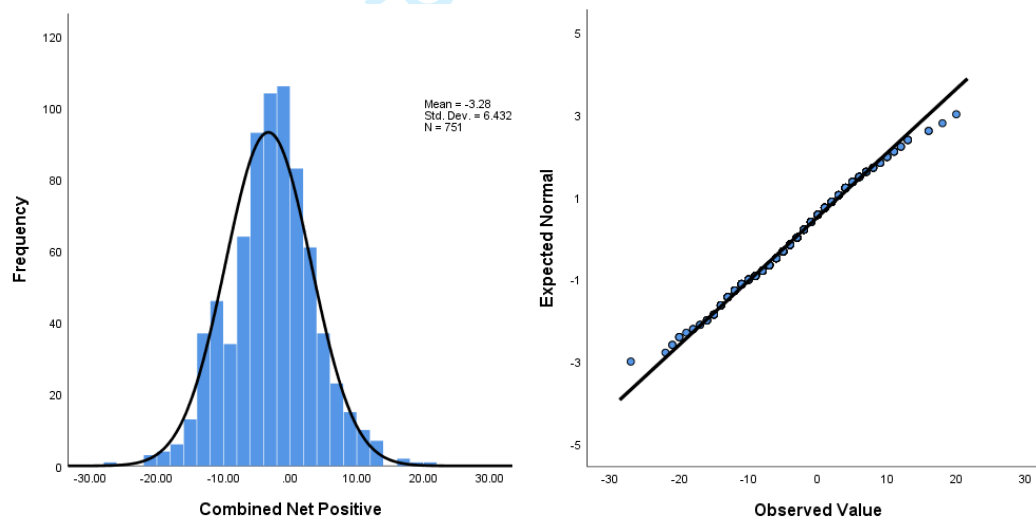 120
100
80
60
40
20
0
Frequency
Mean = -3.28
Std. Dev. = 6.432
N = 751
-30.00 -20.00 -10.00 .00 10.00 20.00 30.00
Combined Net Positive
5
3
1
-1
-3
-5
Expected Normal
-30 -20 -10 0 10 20 30
Observed Value